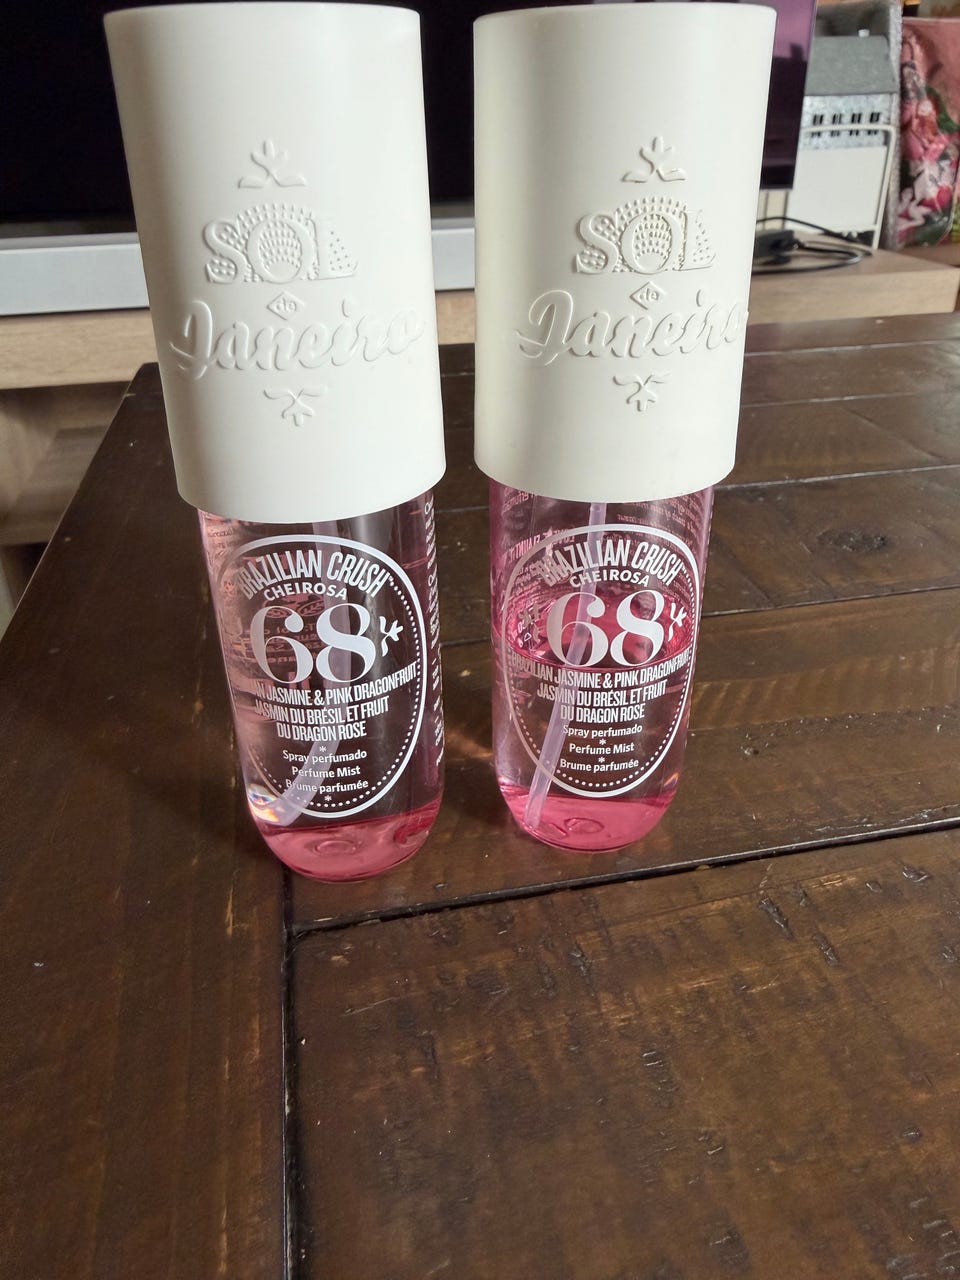 SOL
de
Janeiro
BRAZILIAN CRUSH
CHEIROSA
68
JASMINE & PINK DRAGONFRUIT
JASMIN DU BRÉSIL ET FRUIT
DU DRAGON ROSE
Spray perfumado
Perfume Mist
Brume parfumée
SOL
de
Janeiro
BRAZILIAN CRUSH
CHEIROSA
68
BRAZILIAN JASMINE & PINK DRAGONFRUIT
JASMIN DU BRÉSIL ET FRUIT
DU DRAGON ROSE
Spray perfumado
Perfume Mist
Brume parfumée